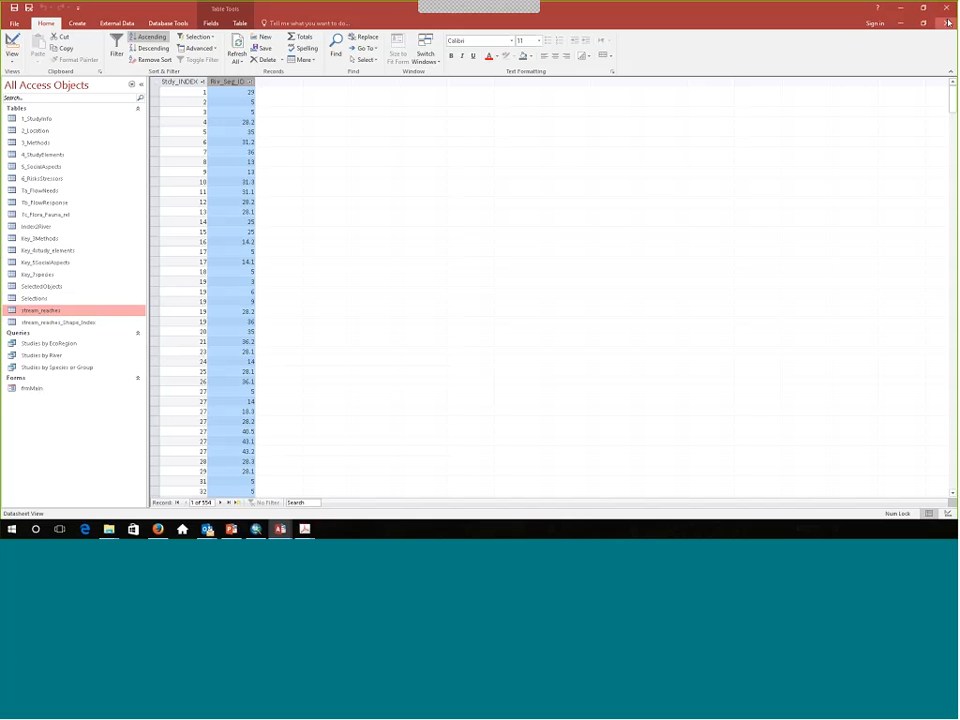 Table Tools
File Home Create External Data Database Tools Fields Table Tell me what you want to do... Sign in
View Paste Cut Copy Format Painter Filter Ascending Descending Remove Sort Selection Advanced Toggle Filter Refresh All New Save Delete Totals Spelling More Find Replace Go To Select Size to Fit Form Switch Windows Calibri 11 B I U A
Views Clipboard Sort & Filter Records Find Window Text Formatting
All Access Objects
Search...
Tables
1_StudyInfo
2_Location
3_Methods
4_StudyElements
5_SocialAspects
6_RisksStressors
7a_FlowNeeds
7b_FlowResponse
7c_Flora_Fauna_rel
Index2River
Key_3Methods
Key_4study_elements
Key_5SocialAspects
Key_7species
SelectedObjects
Selections
stream_reaches
stream_reaches_Shape_Index
Queries
Studies by EcoRegion
Studies by River
Studies by Species or Group
Forms
frmMain
Stdy_INDEX Riv_Seg_ID
1 29
2 5
3 5
4 28.2
5 35
6 31.2
7 36
8 13
9 13
10 31.3
11 31.1
12 28.2
13 28.1
14 25
15 25
16 14.2
17 5
17 14.1
18 5
19 3
19 6
19 9
19 28.2
19 36
20 35
21 36.2
23 28.1
24 14
25 28.1
26 36.1
27 5
27 14
27 18.3
27 28.2
27 40.5
27 43.1
27 43.2
28 28.3
29 28.1
31 5
32 5
Record: 1 of 554 No Filter Search
Datasheet View Num Lock